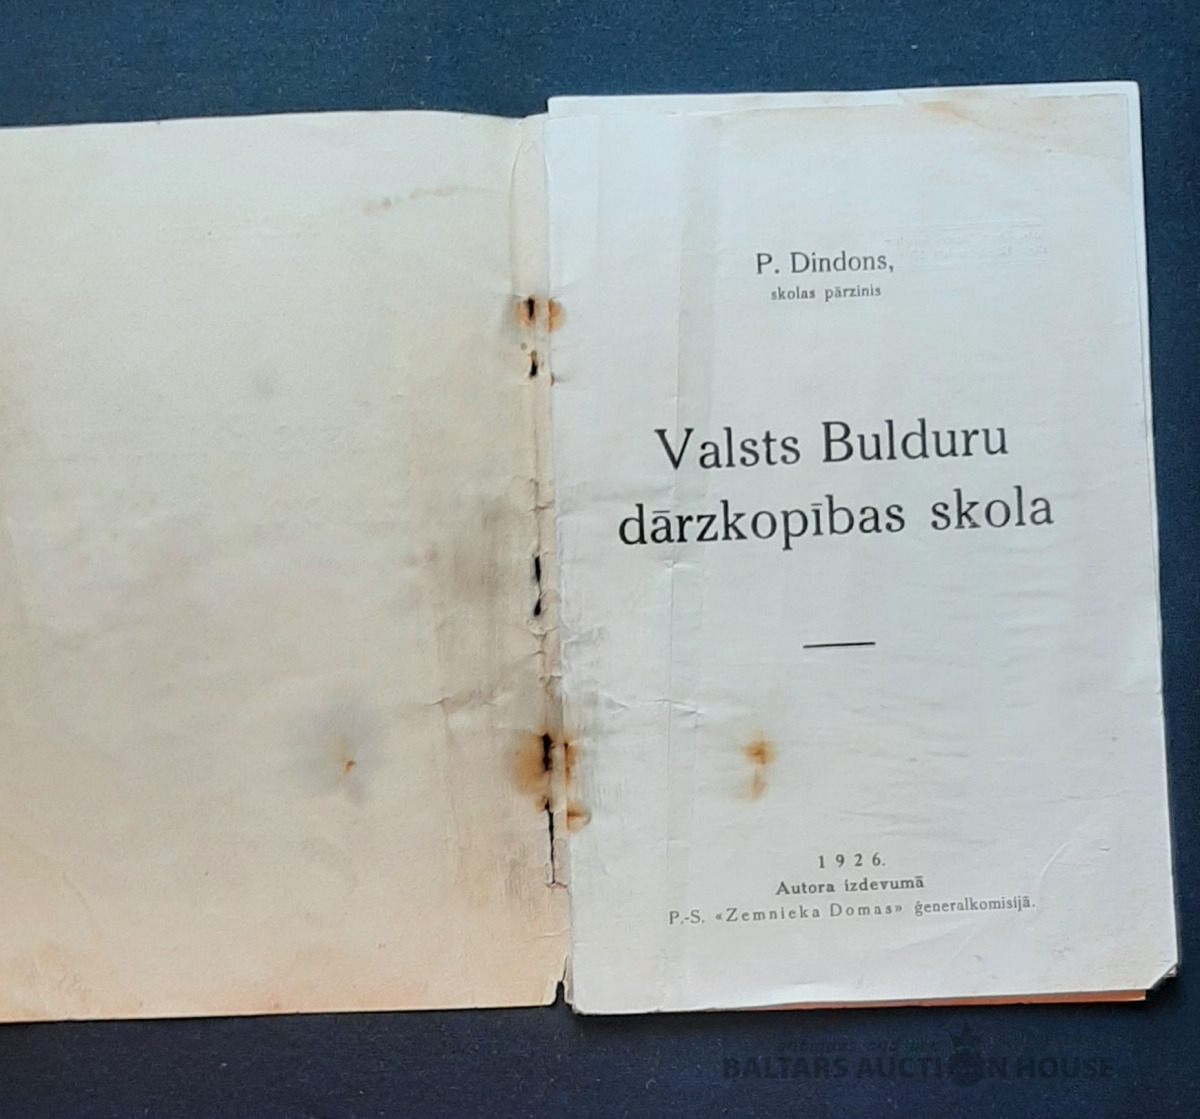 P. Dindons,
skolas pārzinis
Valsts Bulduru
dārzkopības skola
1926.
Autora izdevumā
P.-S. «Zemnieka Domas» ģeneralkomisijā.
BALTARS AUCTION HOUSE